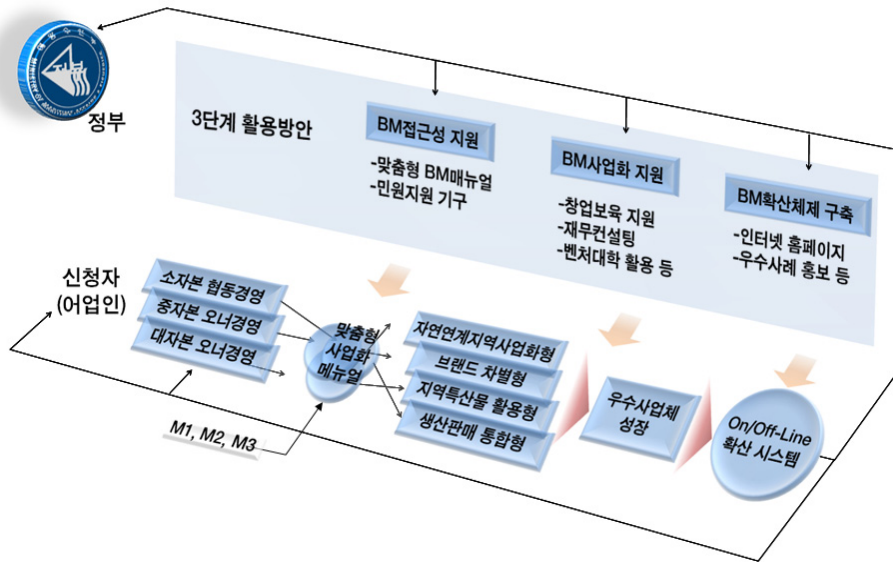 정부
3단계 활용방안
BM접근성 지원
-맞춤형 BM매뉴얼
-민원지원 기구
BM사업화 지원
-창업보육 지원
-재무컨설팅
-벤처대학 활용 등
BM확산체제 구축
-인터넷 홈페이지
-우수사례 홍보 등
신청자
(어업인)
소자본 협동경영
중자본 오너경영
대자본 오너경영
맞춤형
사업화
메뉴얼
자연연계지역사업화형
브랜드 차별형
지역특산물 활용형
생산판매 통합형
우수사업체
성장
On/Off-Line
확산 시스템
M1, M2, M3